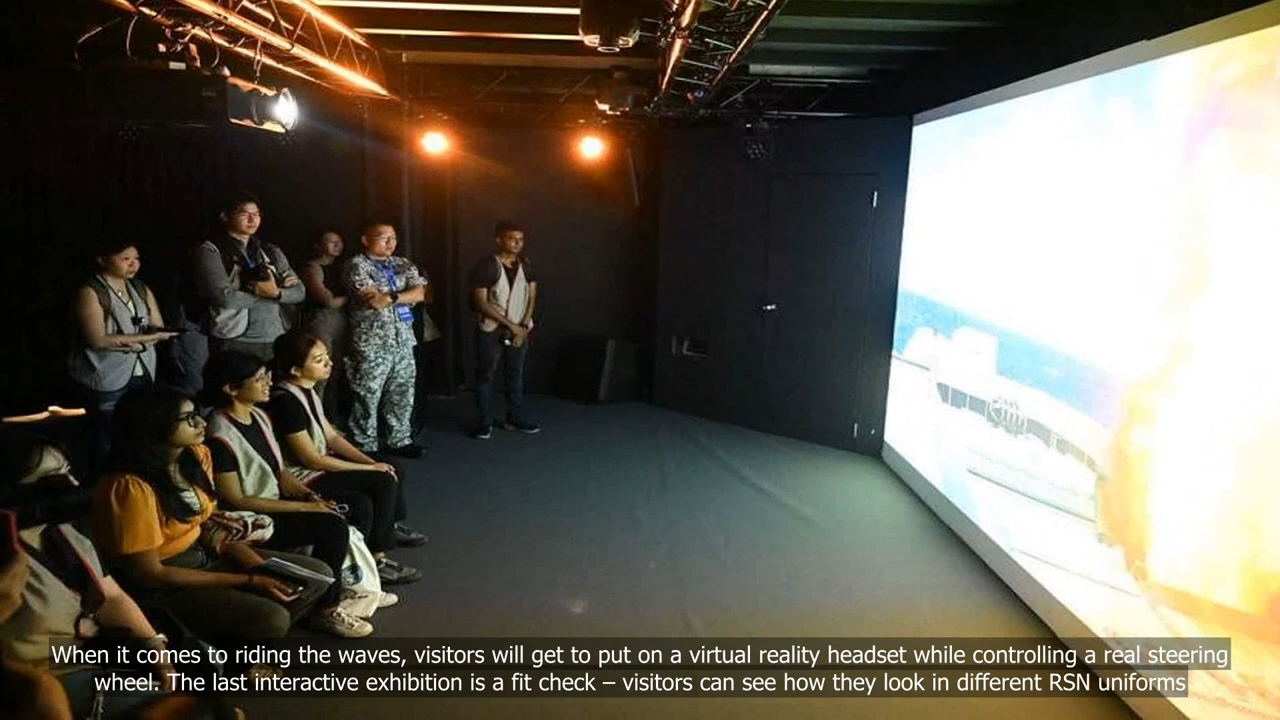 When it comes to riding the waves, visitors will get to put on a virtual reality headset while controlling a real steering
wheel. The last interactive exhibition is a fit check – visitors can see how they look in different RSN uniforms